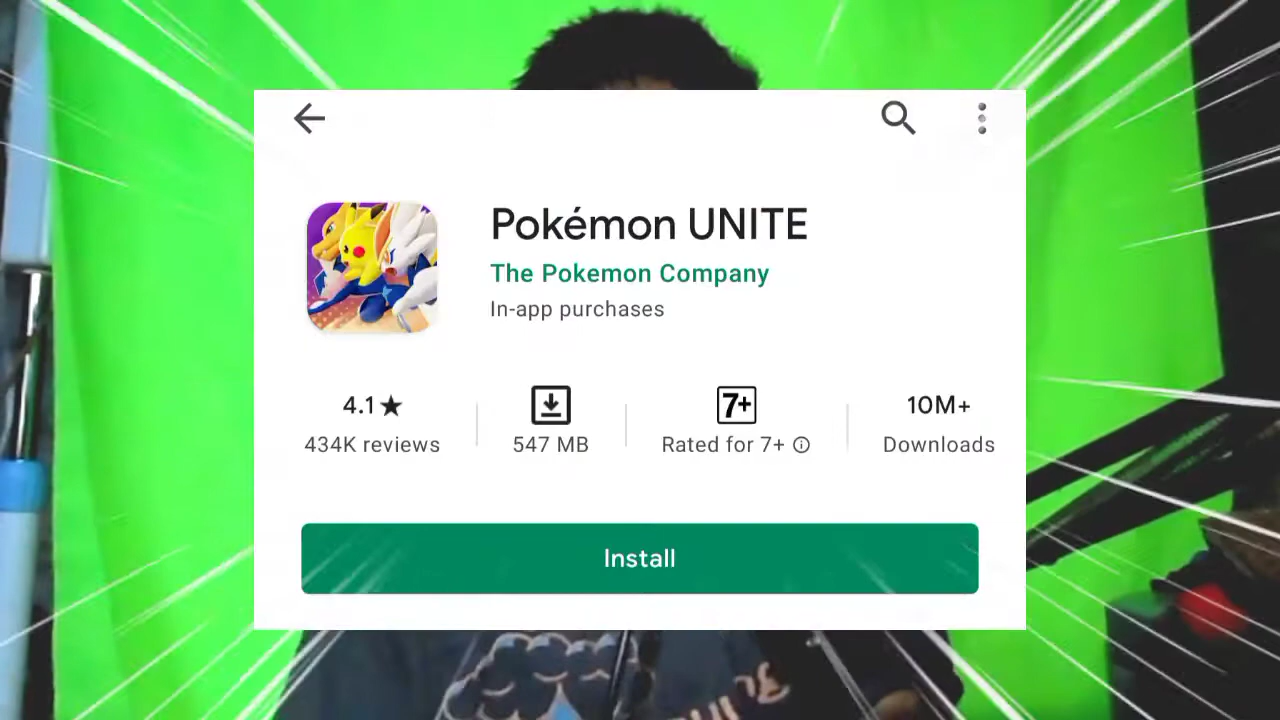 Pokémon UNITE
The Pokemon Company
In-app purchases
4.1★
434K reviews
547 MB
7+
Rated for 7+
10M+
Downloads
Install